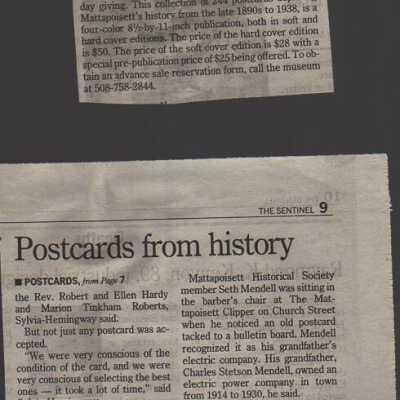 day giving. This collection of 244
Mattapoisett's history from the late 1890s to 1938, is a
four-color 8½-by-11-inch publication, both in soft and
hard cover editions. The price of the hard cover edition
is $50. The price of the soft cover edition is $28 with a
special pre-publication price of $25 being offered. To ob-
tain an advance sale reservation form, call the museum
at 508-758-2844.
THE SENTINEL 9
Postcards from history
■ POSTCARDS, from Page 7
the Rev. Robert and Ellen Hardy
and Marion Tinkham Roberts,
Sylvia-Hemingway said.
But not just any postcard was ac-
cepted.
"We were very conscious of the
condition of the card, and we were
very conscious of selecting the best
ones — it took a lot of time," said
Mattapoisett Historical Society
member Seth Mendell was sitting in
the barber's chair at The Mat-
tapoisett Clipper on Church Street
when he noticed an old postcard
tacked to a bulletin board. Mendell
recognized it as his grandfather's
electric company. His grandfather,
Charles Stetson Mendell, owned an
electric power company in town
from 1914 to 1930, he said.